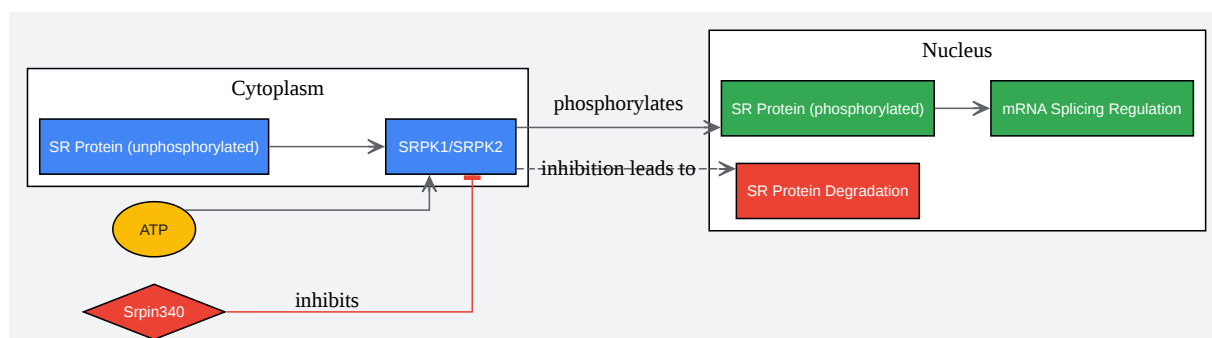 Nucleus
Cytoplasm
phosphorylates
SR Protein (phosphorylated)
mRNA Splicing Regulation
SR Protein (unphosphorylated)
SRPK1/SRPK2
inhibition leads to
SR Protein Degradation
ATP
inhibits
Srpin340